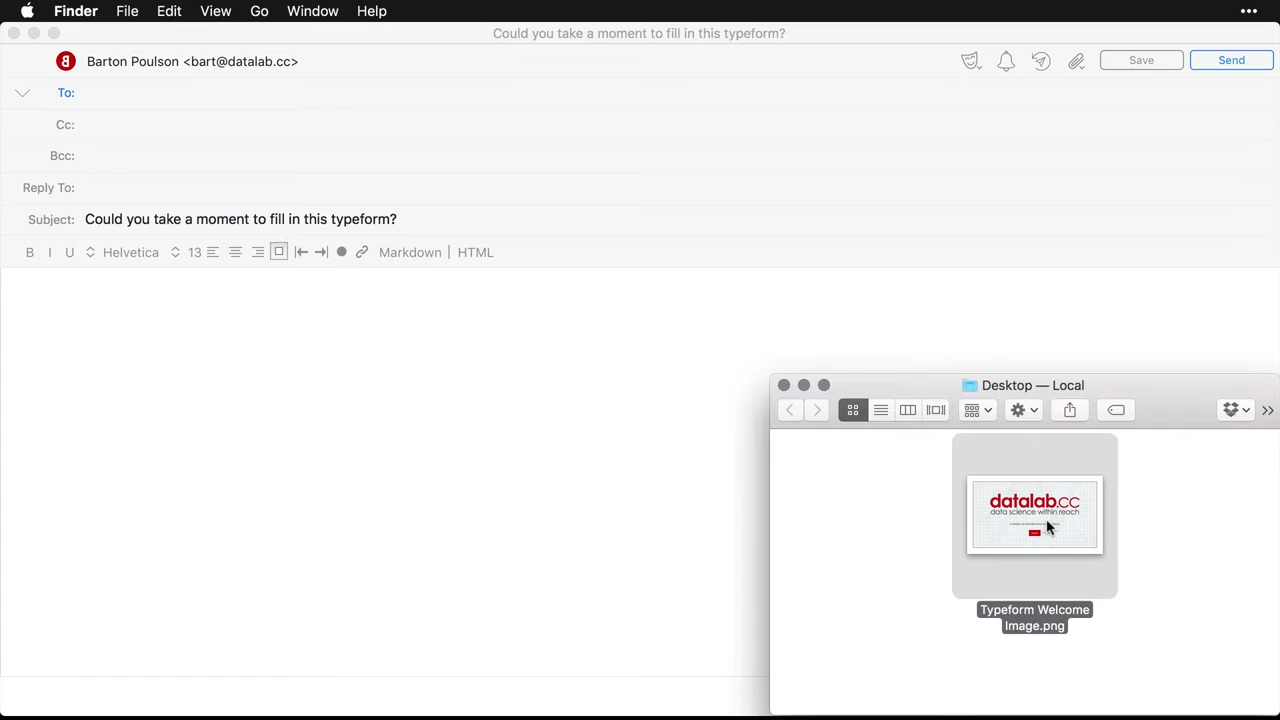 Finder File Edit View Go Window Help
Could you take a moment to fill in this typeform?
Barton Poulson <bart@datalab.cc> Save Send
To:
Cc:
Bcc:
Reply To:
Subject: Could you take a moment to fill in this typeform?
B I U Helvetica 13 Markdown | HTML
Desktop — Local
datalab.cc
data science within reach
Typeform Welcome
Image.png